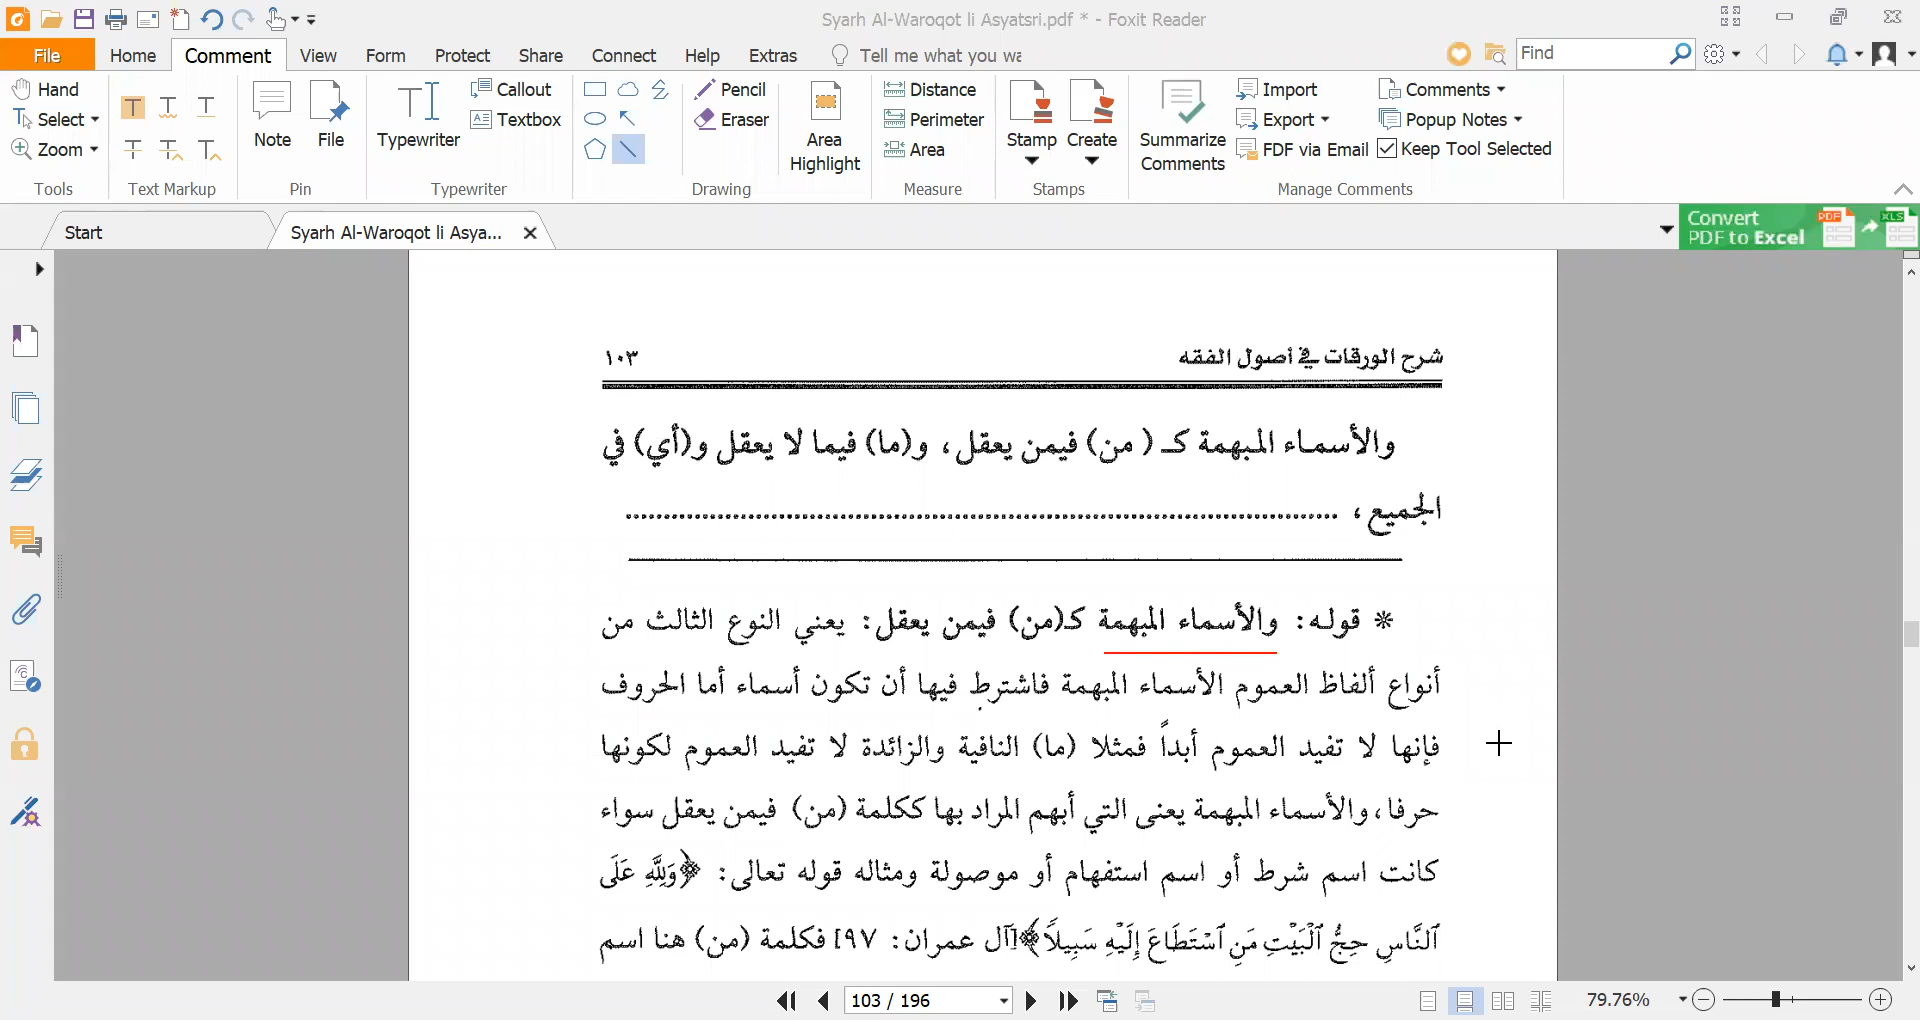 Syarh Al-Waroqot li Asyatsri.pdf * - Foxit Reader
File Home Comment View Form Protect Share Connect Help Extras Tell me what you wa Find
Hand
Select
Zoom
Tools
Text Markup
Note File
Pin
Typewriter Callout
Textbox
Typewriter
Pencil
Eraser
Drawing
Area
Highlight
Distance
Perimeter
Area
Measure
Stamp Create
Stamps
Summarize
Comments
Import
Export
FDF via Email
Comments
Popup Notes
Keep Tool Selected
Manage Comments
Start Syarh Al-Waroqot li Asya...
Convert
PDF to Excel
PDF XLS
شرح الورقات في أصول الفقه ١٠٣
والأسماء المبهمة كـ (من) فيمن يعقل، و(ما) فيما لا يعقل و(أي) في
الجميع، ..........
* قوله: والأسماء المبهمة كـ(من) فيمن يعقل: يعني النوع الثالث من
أنواع ألفاظ العموم الأسماء المبهمة فاشترط فيها أن تكون أسماء أما الحروف
فإنها لا تفيد العموم أبداً فمثلا (ما) النافية والزائدة لا تفيد العموم لكونها
حرفا، والأسماء المبهمة يعنى التي أبهم المراد بها ككلمة (من) فيمن يعقل سواء
كانت اسم شرط أو اسم استفهام أو موصولة ومثاله قوله تعالى: ﴿وَلِلَّهِ عَلَى
ٱلنَّاسِ حِجُّ ٱلْبَيْتِ مَنِ ٱسْتَطَاعَ إِلَيْهِ سَبِيلًا﴾[آل عمران: ٩٧] فكلمة (من) هنا اسم
103 / 196
79.76%